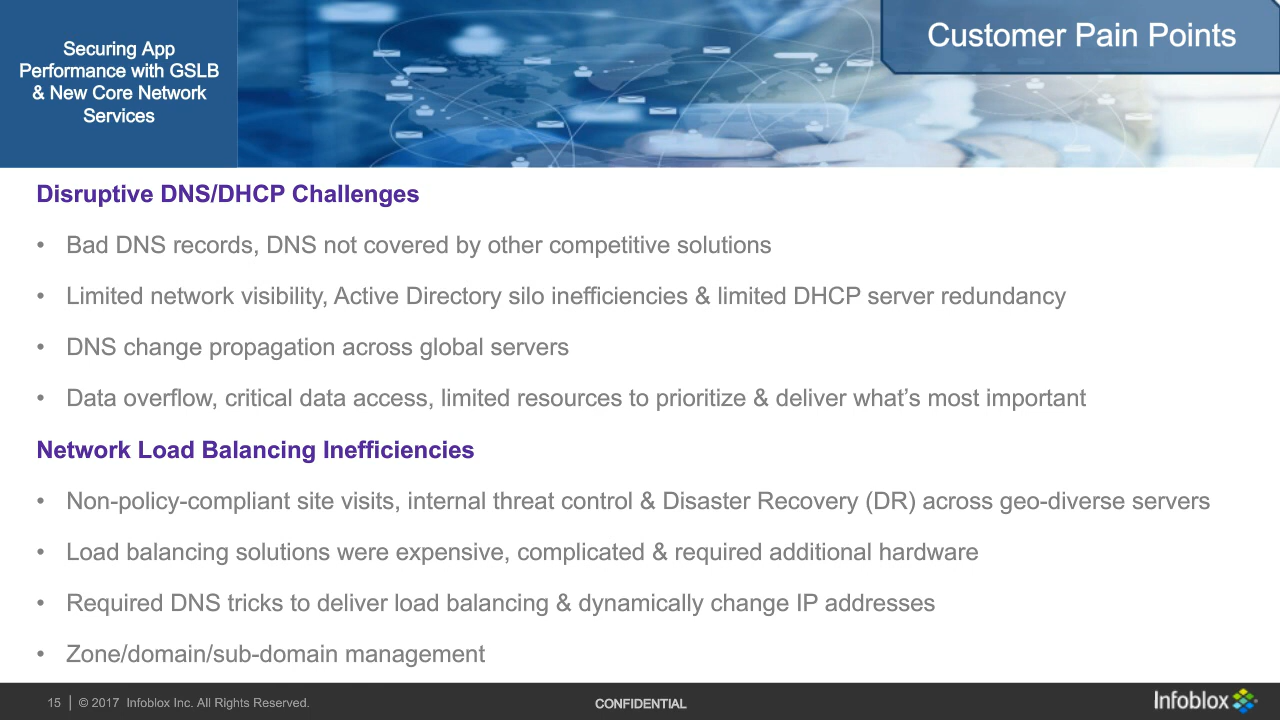 Securing App
Performance with GSLB
& New Core Network
Services
Customer Pain Points
Disruptive DNS/DHCP Challenges
• Bad DNS records, DNS not covered by other competitive solutions
• Limited network visibility, Active Directory silo inefficiencies & limited DHCP server redundancy
• DNS change propagation across global servers
• Data overflow, critical data access, limited resources to prioritize & deliver what’s most important
Network Load Balancing Inefficiencies
• Non-policy-compliant site visits, internal threat control & Disaster Recovery (DR) across geo-diverse servers
• Load balancing solutions were expensive, complicated & required additional hardware
• Required DNS tricks to deliver load balancing & dynamically change IP addresses
• Zone/domain/sub-domain management
15 | © 2017 Infoblox Inc. All Rights Reserved.
CONFIDENTIAL
Infoblox